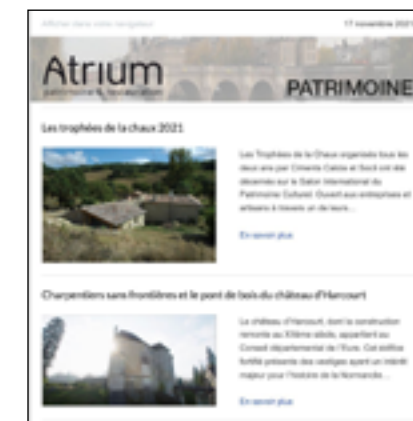 Afficher dans votre navigateur
17 novembre 2021
Atrium
patrimoine & restauration
PATRIMOINE
Les trophées de la chaux 2021
Les Trophées de la Chaux organisés tous les
deux ans par Ciments Calcia et Socli ont été
décernés sur le Salon International du
Patrimoine Culturel. Ouvert aux entreprises et
artisans à travers un de leurs...
En savoir plus
Charpentiers sans frontières et le pont de bois du château d'Harcourt
Le château d'Harcourt, dont la construction
remonte au XIIème siècle, appartient au
Conseil départemental de l'Eure. Cet édifice
fortifié présente des vestiges ayant un intérêt
majeur pour l'histoire de la Normandie...
En savoir plus